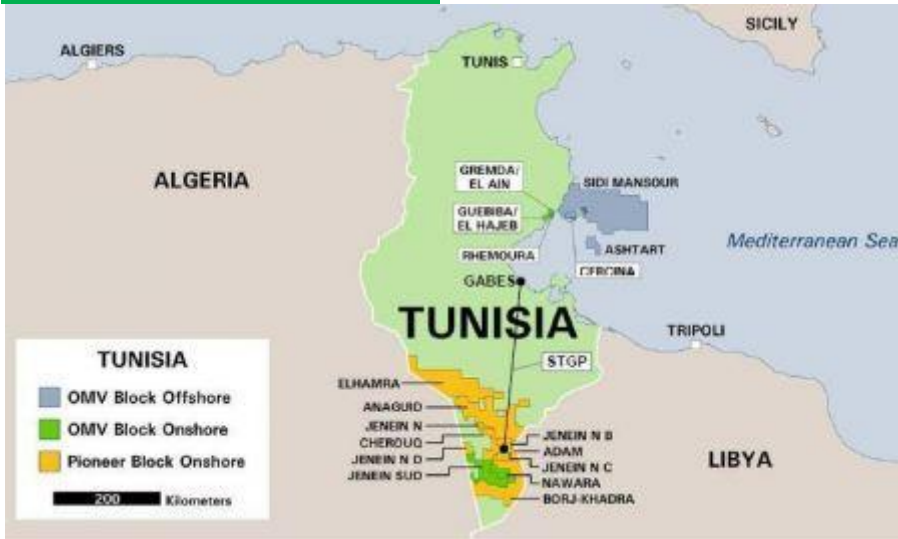 SICILY
ALGIERS
TUNIS
ALGERIA
GREMDA/
EL AIN
SIDI MANSOUR
GUEBIBA/
EL HAJEB
RHEMOURA
ASHTART
Mediterranean Sea
CERCINA
GABES
TUNISIA
TRIPOLI
STGP
ELHAMRA
ANAGUID
JENEIN N
CHEROUQ
JENEIN N D
JENEIN SUD
JENEIN N B
ADAM
JENEIN N C
NAWARA
BORJ-KHADRA
LIBYA
TUNISIA
OMV Block Offshore
OMV Block Onshore
Pioneer Block Onshore
200 Kilometers